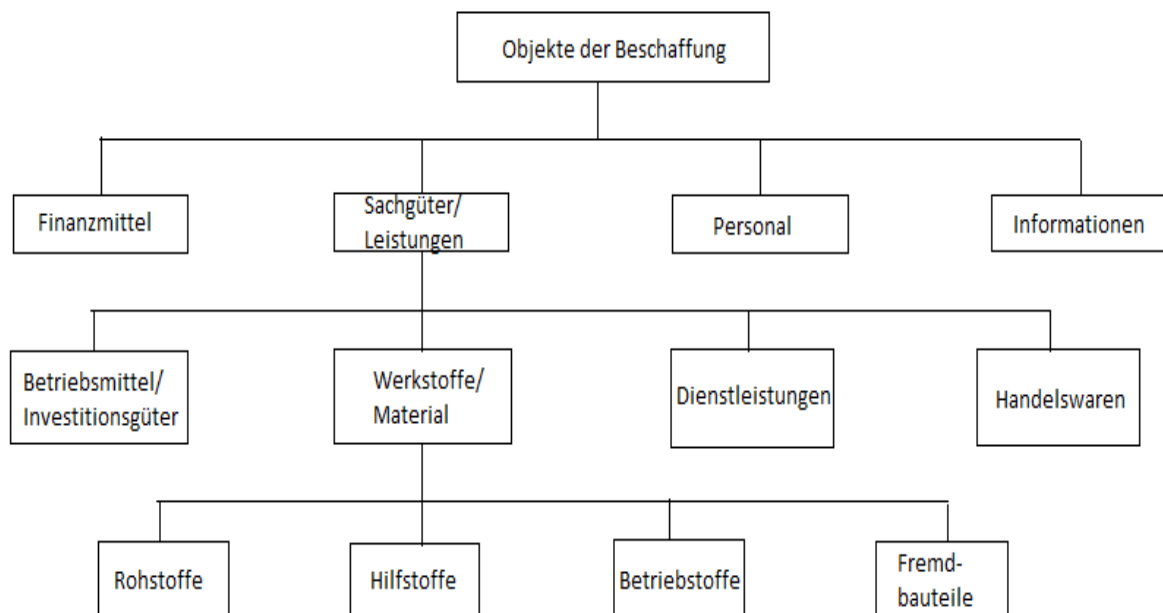 Objekte der Beschaffung
Finanzmittel
Sachgüter/
Leistungen
Personal
Informationen
Betriebsmittel/
Investitionsgüter
Werkstoffe/
Material
Dienstleistungen
Handelswaren
Rohstoffe
Hilfstoffe
Betriebstoffe
Fremd-
bauteile